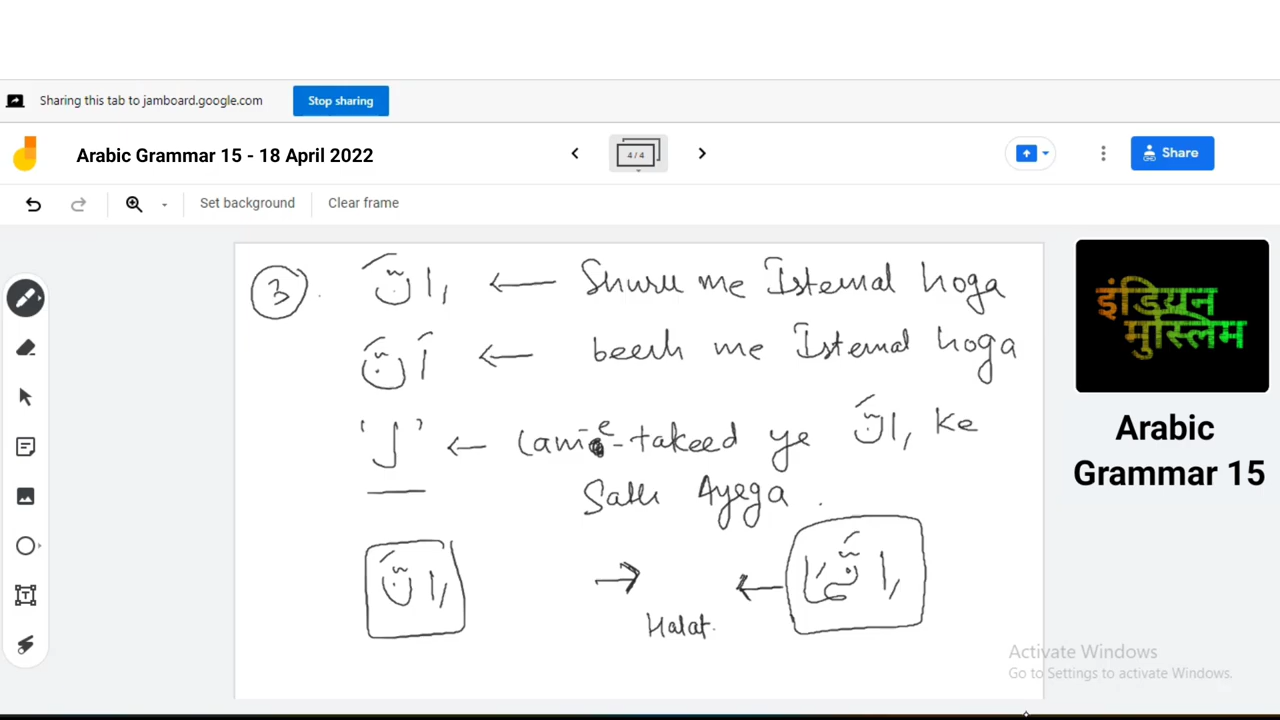 Sharing this tab to jamboard.google.com
Stop sharing
Arabic Grammar 15 - 18 April 2022
4 / 4
Share
Set background
Clear frame
3 إِنَّ ← Shuru me Istemal hoga
أَنَّ ← beech me Istemal hoga
'ل' ← lam-e-takeed ye إِنَّ ke
Sath Ayega.
إِنَّ → ← إِنَّمَا
Halat.
इंडियन
मुस्लिम
Arabic
Grammar 15
Activate Windows
Go to Settings to activate Windows.